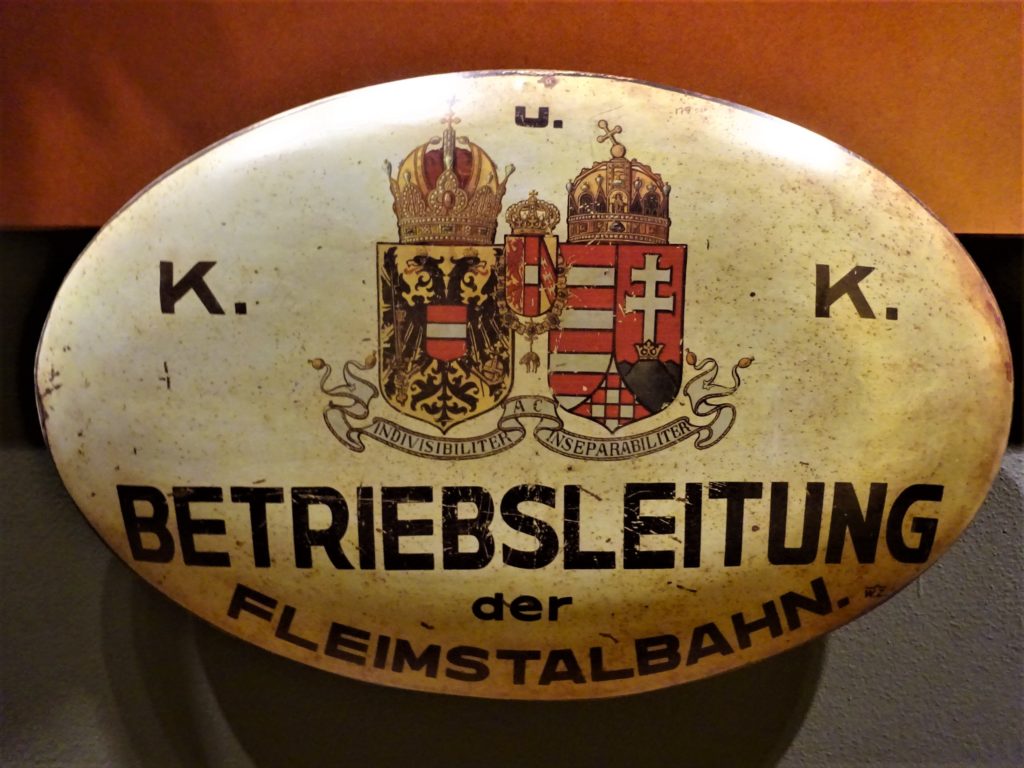 K. u. K.
INDIVISIBILITER AC INSEPARABILITER
BETRIEBSLEITUNG
der
FLEIMSTALBAHN.